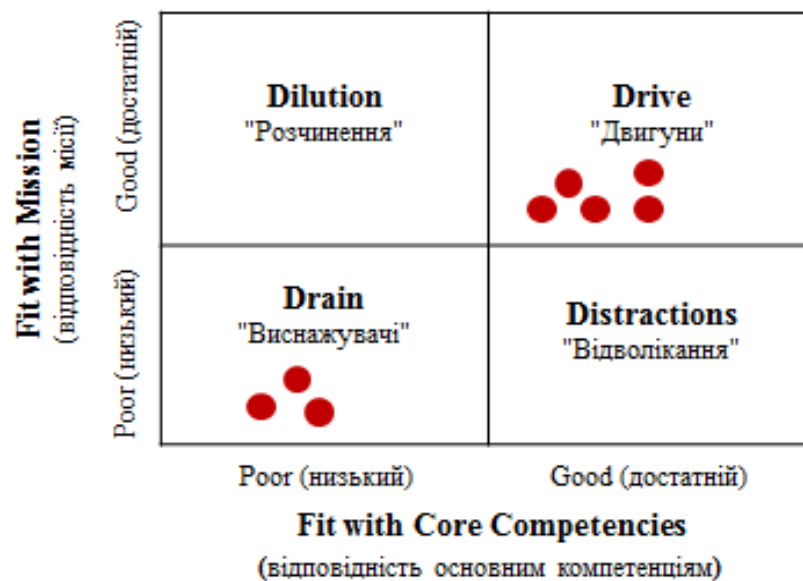 Fit with Mission
(відповідність місії)
Good (достатній)
Poor (низький)
Dilution
"Розчинення"
Drive
"Двигуни"
Drain
"Виснажувачі"
Distractions
"Відволікання"
Poor (низький)
Good (достатній)
Fit with Core Competencies
(відповідність основним компетенціям)